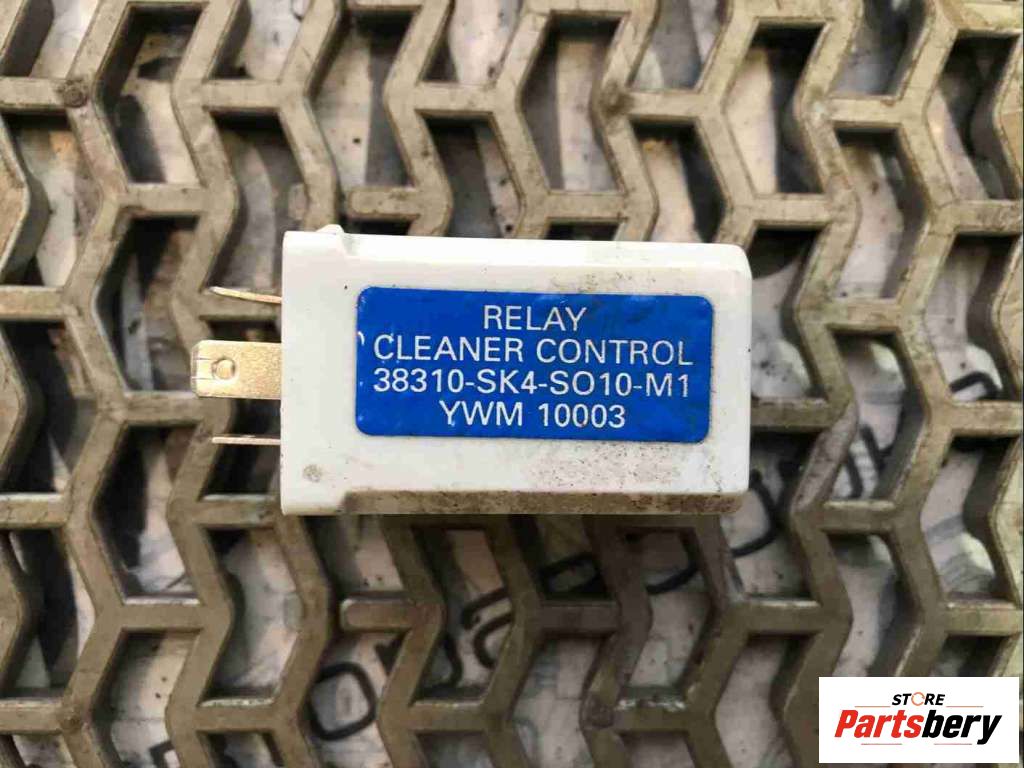 RELAY
CLEANER CONTROL
38310-SK4-SO10-M1
YWM 10003
STORE
Partsbery